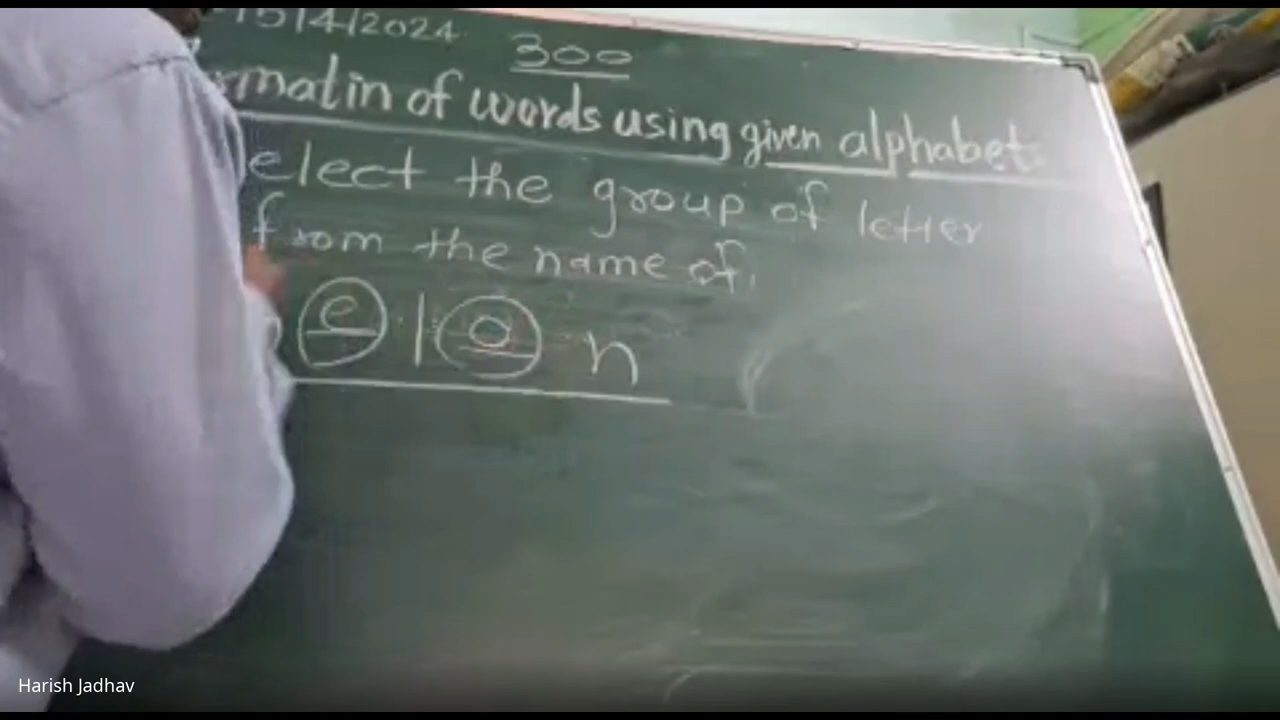 15/4/2024 300
rmatin of words using given alphabet
elect the group of letter
from the name of
e l o n
Harish Jadhav